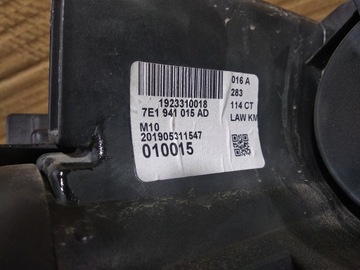 1923310018
7E1 941 015 AD
M10
201905311547
010015
016 A
283
114 CT
LAW KM